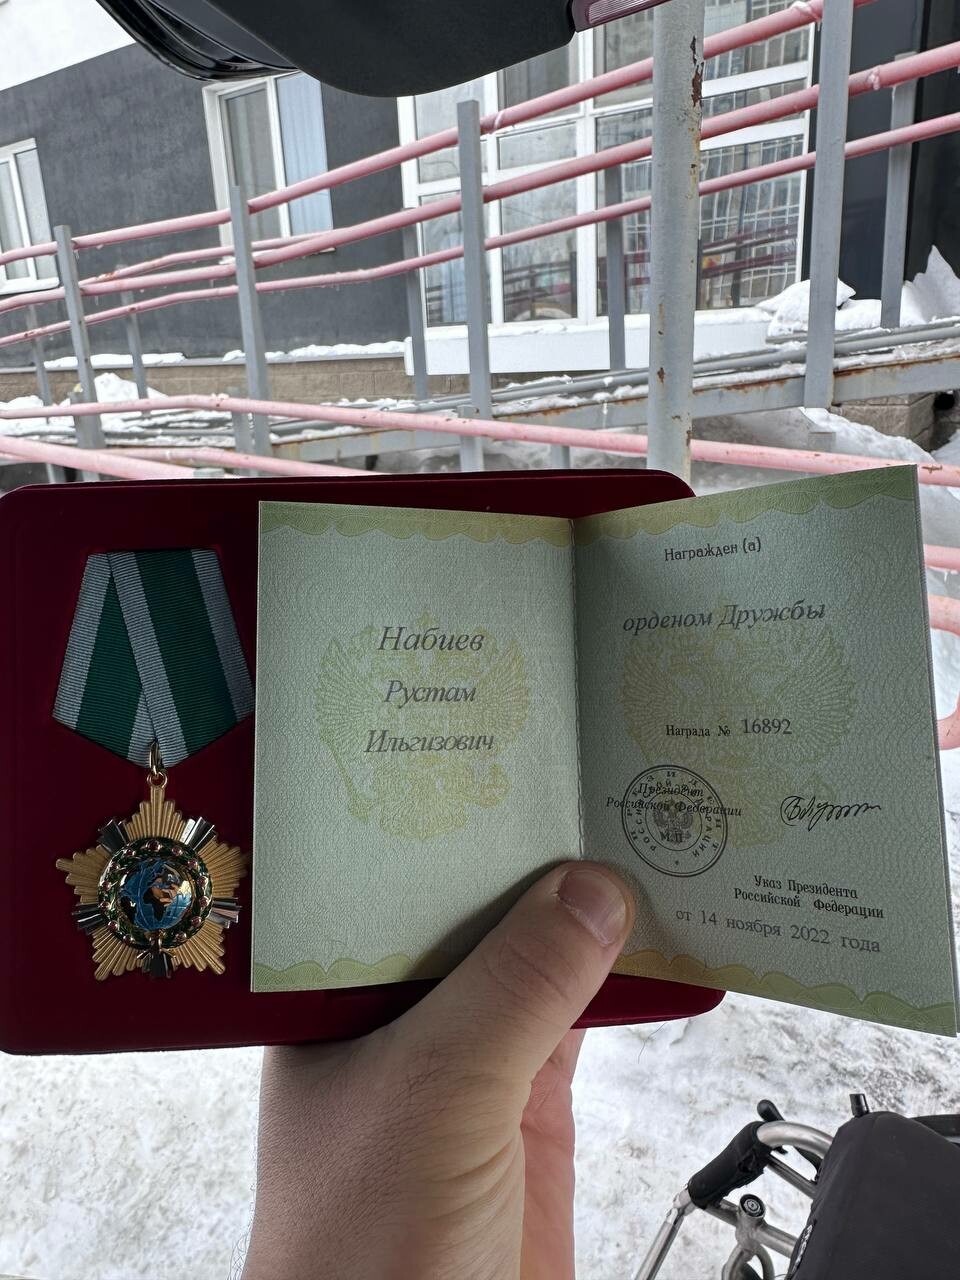 Набиев
Рустам
Ильгизович
Награжден (а)
орденом Дружбы
Награда № 16892
Президент
Российской Федерации
М.П.
Указ Президента
Российской Федерации
от 14 ноября 2022 года